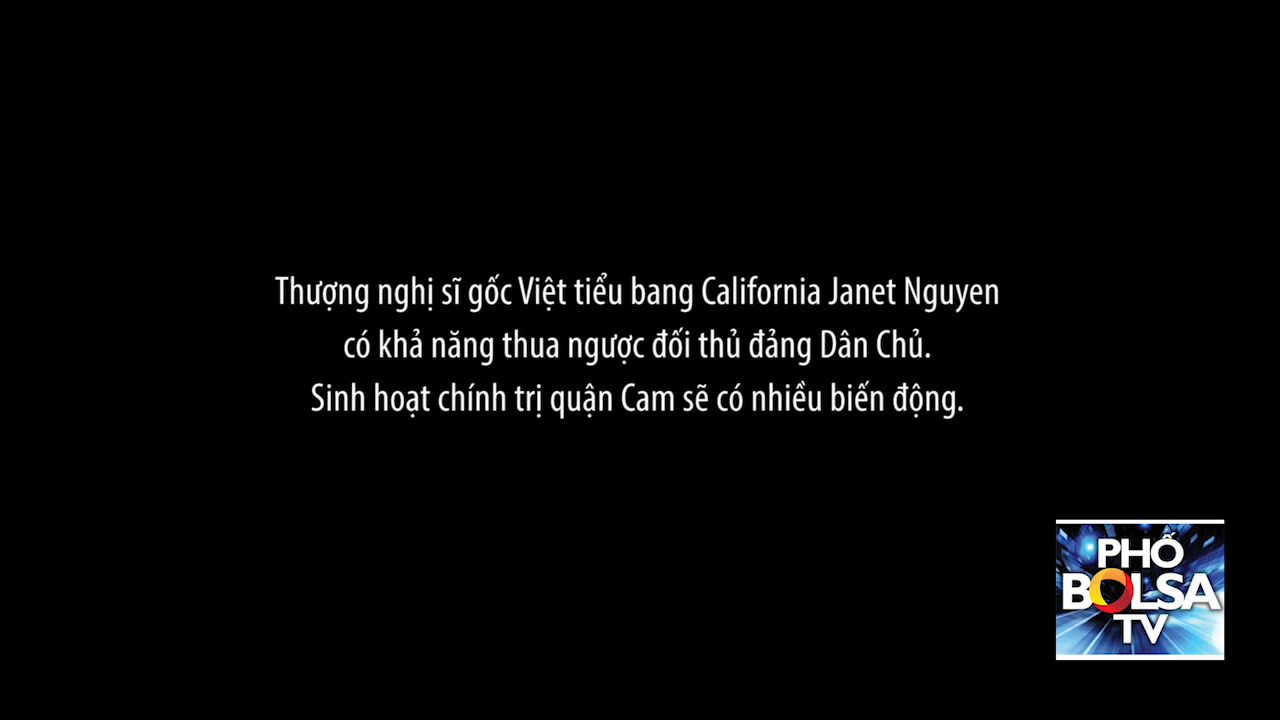 Thượng nghị sĩ gốc Việt tiểu bang California Janet Nguyen
có khả năng thua ngược đối thủ đảng Dân Chủ.
Sinh hoạt chính trị quận Cam sẽ có nhiều biến động.
PHỐ
BOLSA
TV